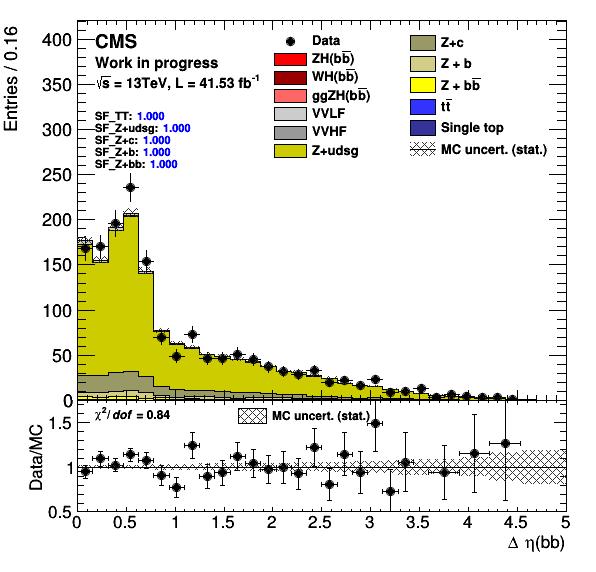 Entries / 0.16
400
350
300
250
200
150
100
50
0
CMS
Work in progress
√s = 13TeV, L = 41.53 fb⁻¹
SF_TT: 1.000
SF_Z+udsg: 1.000
SF_Z+c: 1.000
SF_Z+b: 1.000
SF_Z+bb: 1.000
Data
ZH(bb̅)
WH(bb̅)
ggZH(bb̅)
VVLF
VVHF
Z+udsg
Z+c
Z + b
Z + bb̅
tt̅
Single top
MC uncert. (stat.)
Data/MC
1.5
1
0.5
χ²/dof = 0.84
MC uncert. (stat.)
0 0.5 1 1.5 2 2.5 3 3.5 4 4.5 5
Δ η(bb)